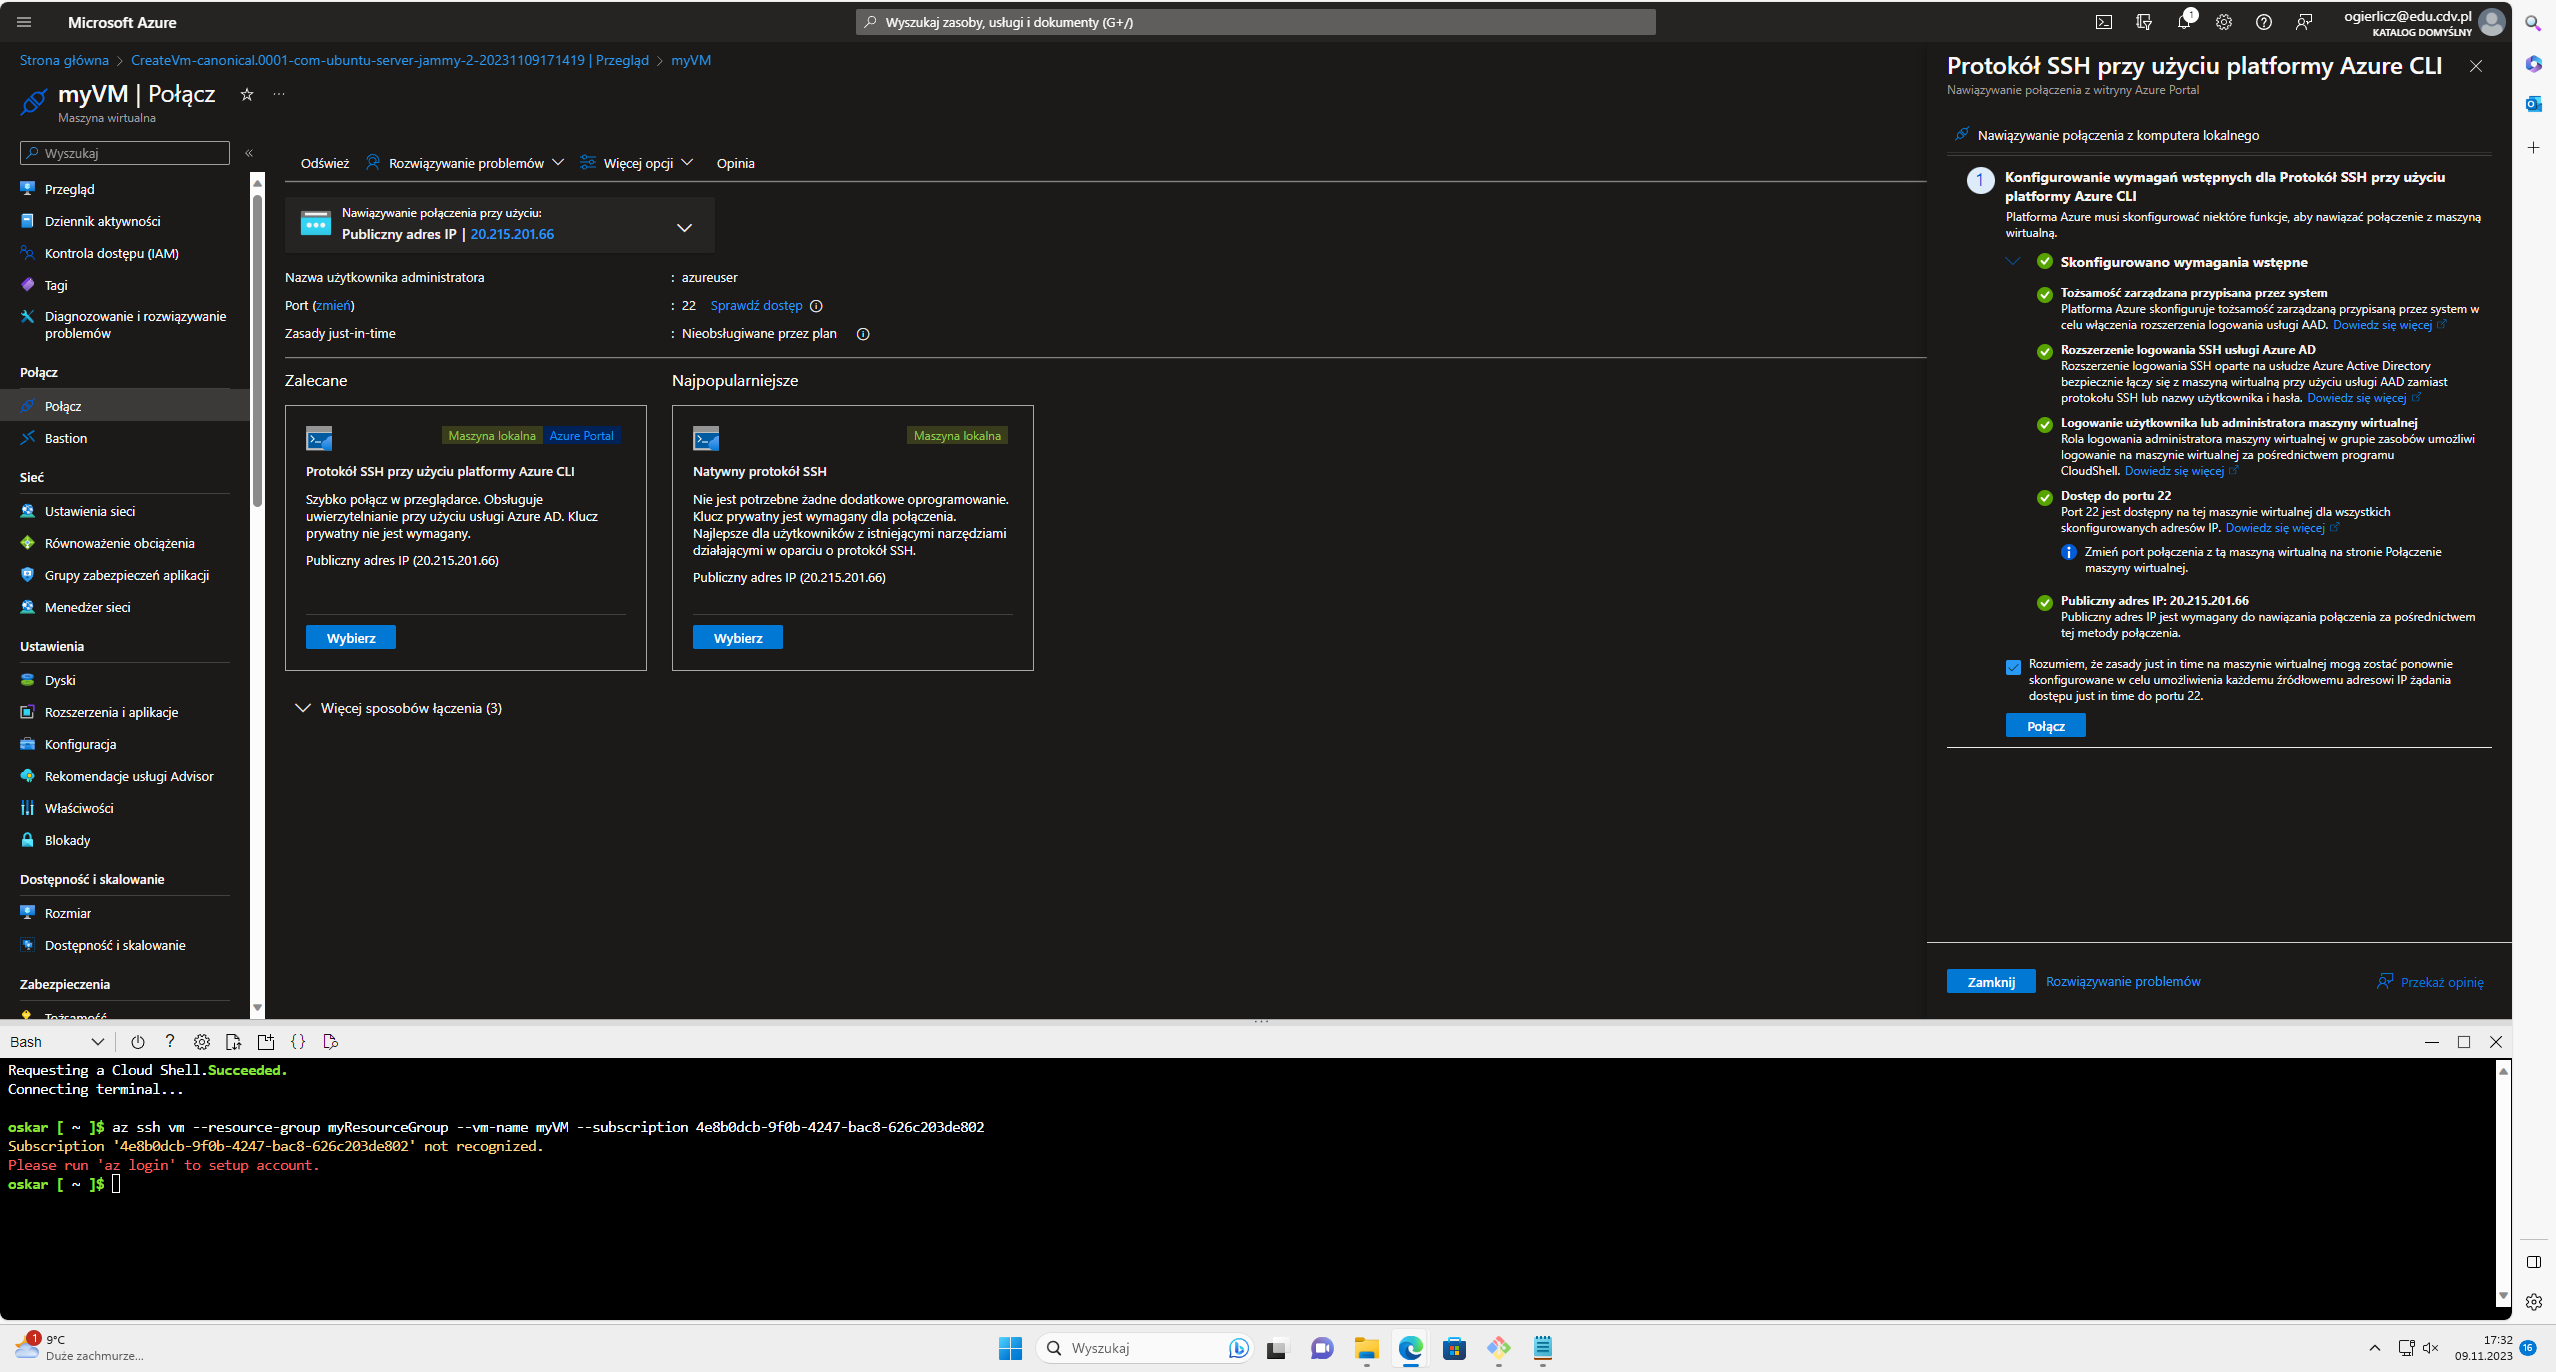 Microsoft Azure
Wyszukaj zasoby, usługi i dokumenty (G+/)
1
ogierlicz@edu.cdv.pl
KATALOG DOMYŚLNY
Strona główna > CreateVm-canonical.0001-com-ubuntu-server-jammy-2-20231109171419 | Przegląd > myVM
myVM | Połącz
Maszyna wirtualna
Wyszukaj
Przegląd
Dziennik aktywności
Kontrola dostępu (IAM)
Tagi
Diagnozowanie i rozwiązywanie
problemów
Połącz
Połącz
Bastion
Sieć
Ustawienia sieci
Równoważenie obciążenia
Grupy zabezpieczeń aplikacji
Menedżer sieci
Ustawienia
Dyski
Rozszerzenia i aplikacje
Konfiguracja
Rekomendacje usługi Advisor
Właściwości
Blokady
Dostępność i skalowanie
Rozmiar
Dostępność i skalowanie
Zabezpieczenia
Tożsamość
Odśwież
Rozwiązywanie problemów
Więcej opcji
Opinia
Nawiązywanie połączenia przy użyciu:
Publiczny adres IP | 20.215.201.66
Nazwa użytkownika administratora : azureuser
Port (zmień) : 22 Sprawdź dostęp
Zasady just-in-time : Nieobsługiwane przez plan
Zalecane
Maszyna lokalna Azure Portal
Protokół SSH przy użyciu platformy Azure CLI
Szybko połącz w przeglądarce. Obsługuje
uwierzytelnianie przy użyciu usługi Azure AD. Klucz
prywatny nie jest wymagany.
Publiczny adres IP (20.215.201.66)
Wybierz
Najpopularniejsze
Maszyna lokalna
Natywny protokół SSH
Nie jest potrzebne żadne dodatkowe oprogramowanie.
Klucz prywatny jest wymagany dla połączenia.
Najlepsze dla użytkowników z istniejącymi narzędziami
działającymi w oparciu o protokół SSH.
Publiczny adres IP (20.215.201.66)
Wybierz
Więcej sposobów łączenia (3)
Protokół SSH przy użyciu platformy Azure CLI
Nawiązywanie połączenia z witryny Azure Portal
Nawiązywanie połączenia z komputera lokalnego
1
Konfigurowanie wymagań wstępnych dla Protokół SSH przy użyciu
platformy Azure CLI
Platforma Azure musi skonfigurować niektóre funkcje, aby nawiązać połączenie z maszyną
wirtualną.
Skonfigurowano wymagania wstępne
Tożsamość zarządzana przypisana przez system
Platforma Azure skonfiguruje tożsamość zarządzaną przypisaną przez system w
celu włączenia rozszerzenia logowania usługi AAD. Dowiedz się więcej
Rozszerzenie logowania SSH usługi Azure AD
Rozszerzenie logowania SSH oparte na usłudze Azure Active Directory
bezpiecznie łączy się z maszyną wirtualną przy użyciu usługi AAD zamiast
protokołu SSH lub nazwy użytkownika i hasła. Dowiedz się więcej
Logowanie użytkownika lub administratora maszyny wirtualnej
Rola logowania administratora maszyny wirtualnej w grupie zasobów umożliwi
logowanie na maszynie wirtualnej za pośrednictwem programu
CloudShell. Dowiedz się więcej
Dostęp do portu 22
Port 22 jest dostępny na tej maszynie wirtualnej dla wszystkich
skonfigurowanych adresów IP. Dowiedz się więcej
Zmień port połączenia z tą maszyną wirtualną na stronie Połączenie
maszyny wirtualnej.
Publiczny adres IP: 20.215.201.66
Publiczny adres IP jest wymagany do nawiązania połączenia za pośrednictwem
tej metody połączenia.
Rozumiem, że zasady just in time na maszynie wirtualnej mogą zostać ponownie
skonfigurowane w celu umożliwienia każdemu źródłowemu adresowi IP żądania
dostępu just in time do portu 22.
Połącz
Zamknij
Rozwiązywanie problemów
Przekaż opinię
Bash
Requesting a Cloud Shell.Succeeded.
Connecting terminal...
oskar [ ~ ]$ az ssh vm --resource-group myResourceGroup --vm-name myVM --subscription 4e8b0dcb-9f0b-4247-bac8-626c203de802
Subscription '4e8b0dcb-9f0b-4247-bac8-626c203de802' not recognized.
Please run 'az login' to setup account.
oskar [ ~ ]$
1
9°C
Duże zachmurze...
Wyszukaj
17:32
09.11.2023
16